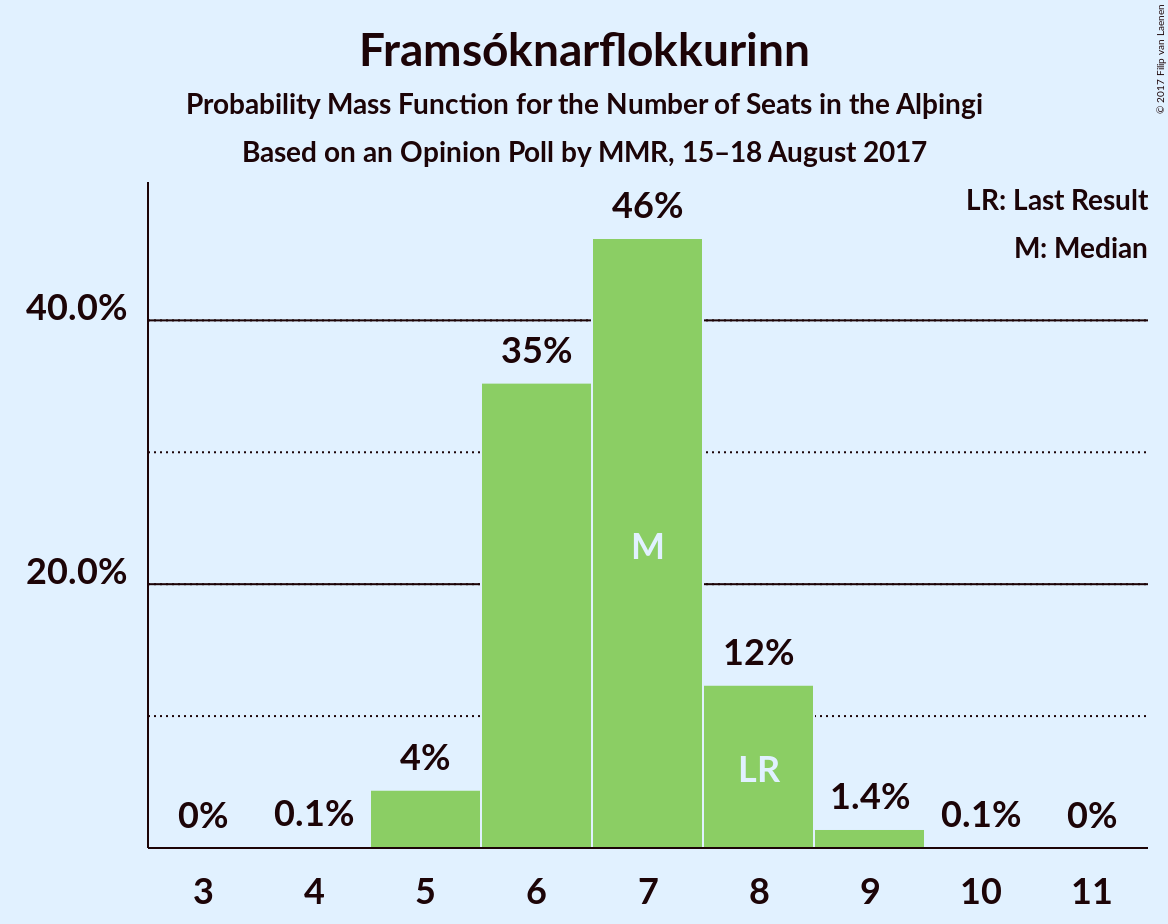 Framsóknarflokkurinn
Probability Mass Function for the Number of Seats in the Alþingi
Based on an Opinion Poll by MMR, 15–18 August 2017
© 2017 Filip van Laenen
LR: Last Result
M: Median
46%
40.0%
35%
M
20.0%
12%
LR
4%
1.4%
0%
0.1%
0.1%
0%
3 4 5 6 7 8 9 10 11